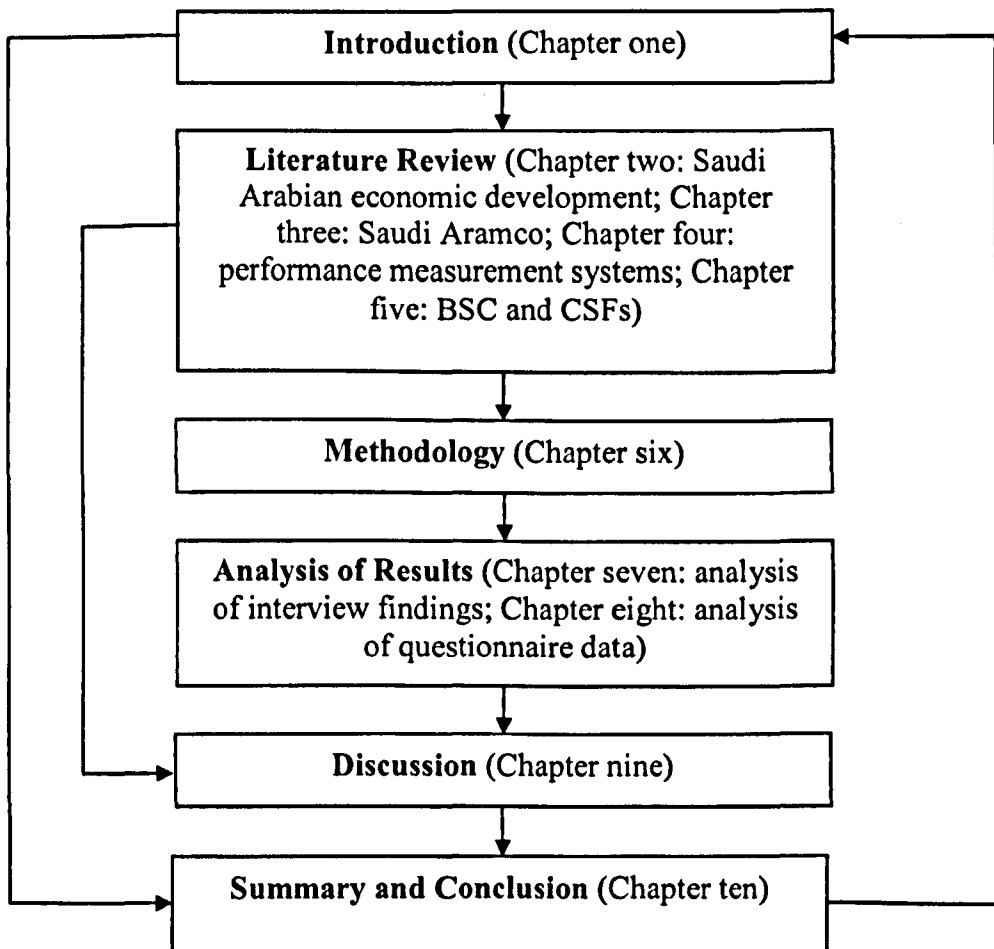 Introduction (Chapter one)
Literature Review (Chapter two: Saudi
Arabian economic development; Chapter
three: Saudi Aramco; Chapter four:
performance measurement systems; Chapter
five: BSC and CSFs)
Methodology (Chapter six)
Analysis of Results (Chapter seven: analysis
of interview findings; Chapter eight: analysis
of questionnaire data)
Discussion (Chapter nine)
Summary and Conclusion (Chapter ten)